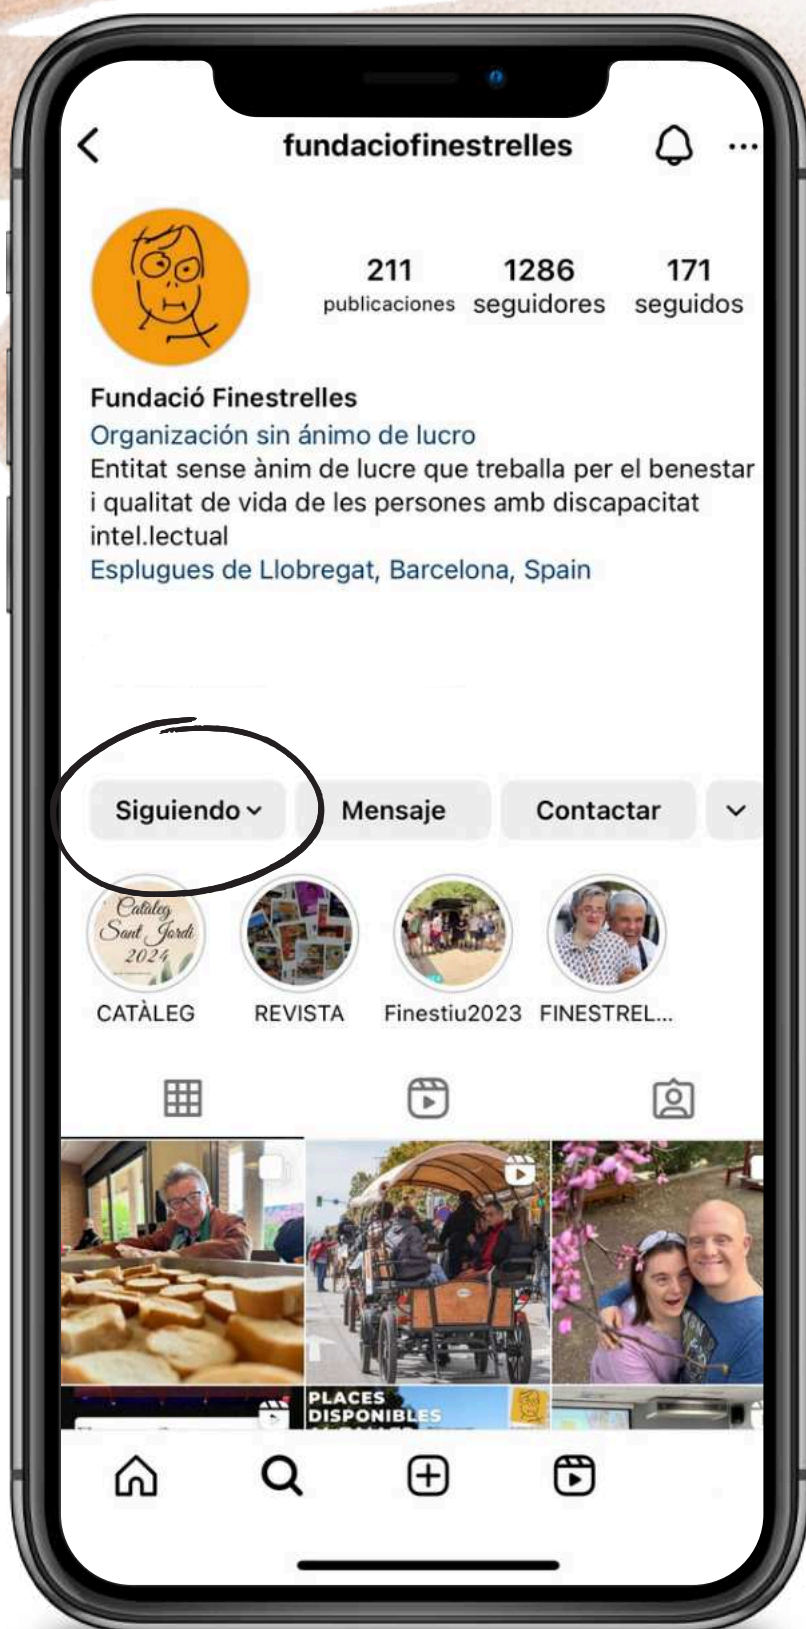 fundaciofinestrelles
211 1286 171
publicaciones seguidores seguidos
Fundació Finestrelles
Organización sin ánimo de lucro
Entitat sense ànim de lucre que treballa per el benestar
i qualitat de vida de les persones amb discapacitat
intel.lectual
Esplugues de Llobregat, Barcelona, Spain
Siguiendo Mensaje Contactar
Catàleg
Sant Jordi
2024
CATÀLEG REVISTA Finestiu2023 FINESTREL...
PLACES
DISPONIBLES